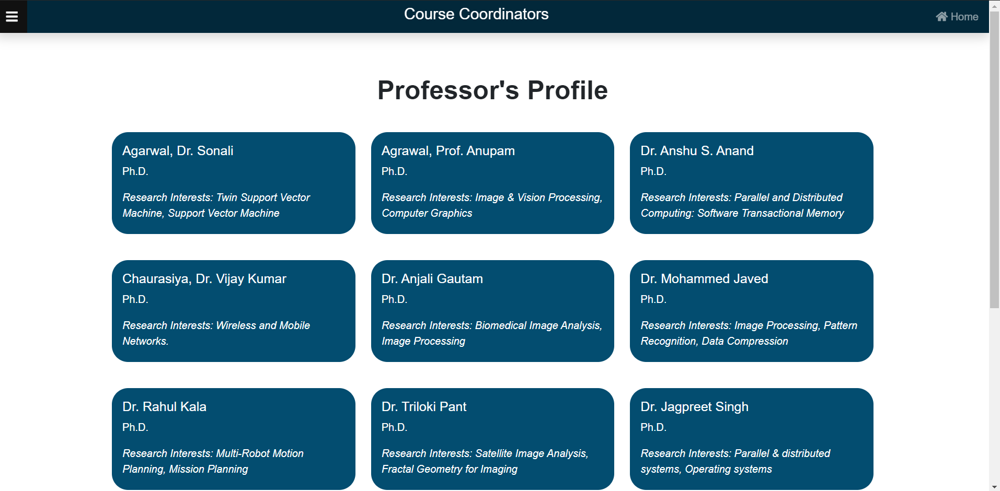 Course Coordinators
Home
Professor's Profile
Agarwal, Dr. Sonali
Ph.D.
Research Interests: Twin Support Vector
Machine, Support Vector Machine
Agrawal, Prof. Anupam
Ph.D.
Research Interests: Image & Vision Processing,
Computer Graphics
Dr. Anshu S. Anand
Ph.D.
Research Interests: Parallel and Distributed
Computing: Software Transactional Memory
Chaurasiya, Dr. Vijay Kumar
Ph.D.
Research Interests: Wireless and Mobile
Networks.
Dr. Anjali Gautam
Ph.D.
Research Interests: Biomedical Image Analysis,
Image Processing
Dr. Mohammed Javed
Ph.D.
Research Interests: Image Processing, Pattern
Recognition, Data Compression
Dr. Rahul Kala
Ph.D.
Research Interests: Multi-Robot Motion
Planning, Mission Planning
Dr. Triloki Pant
Ph.D.
Research Interests: Satellite Image Analysis,
Fractal Geometry for Imaging
Dr. Jagpreet Singh
Ph.D.
Research Interests: Parallel & distributed
systems, Operating systems